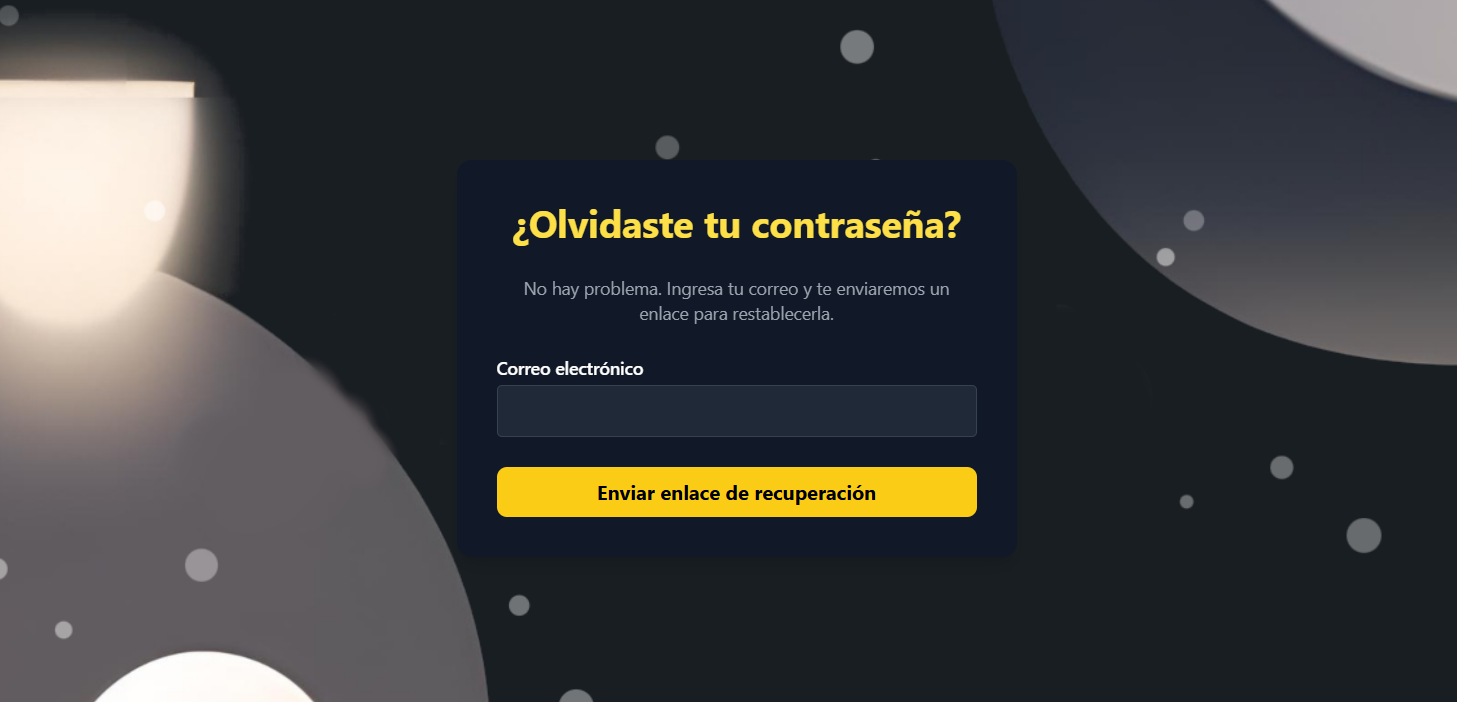 ¿Olvidaste tu contraseña?
No hay problema. Ingresa tu correo y te enviaremos un
enlace para restablecerla.
Correo electrónico
Enviar enlace de recuperación